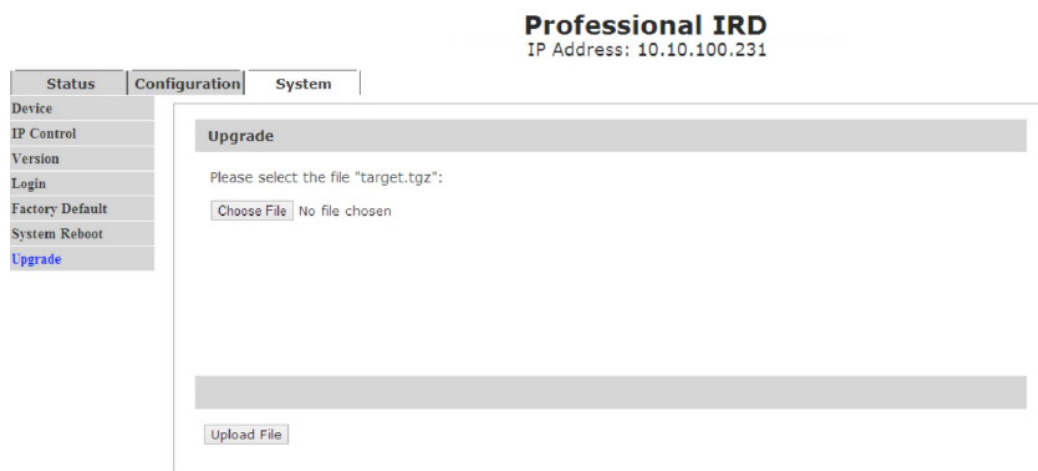 Professional IRD
IP Address: 10.10.100.231
Status Configuration System
Device
IP Control
Version
Login
Factory Default
System Reboot
Upgrade
Upgrade
Please select the file "target.tgz":
Choose File No file chosen
Upload File